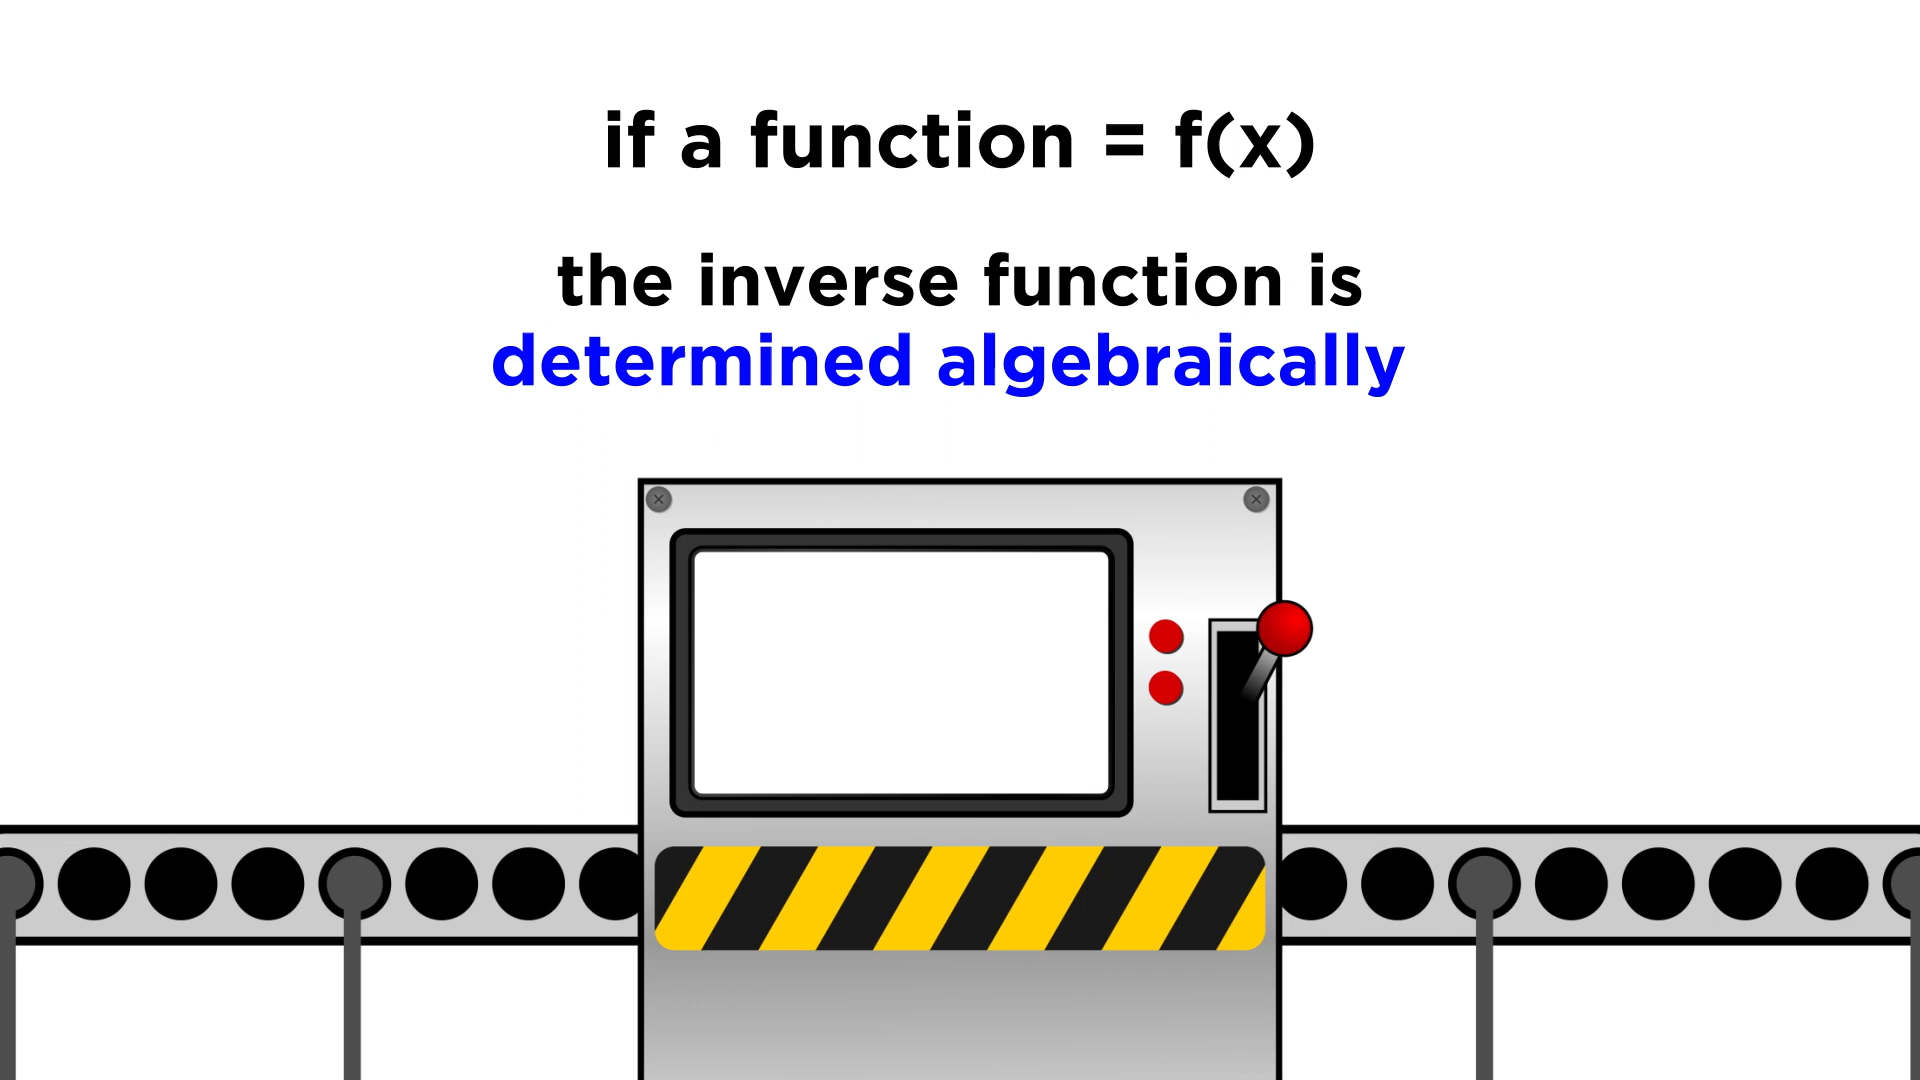 if a function = f(x)
the inverse function is
determined algebraically